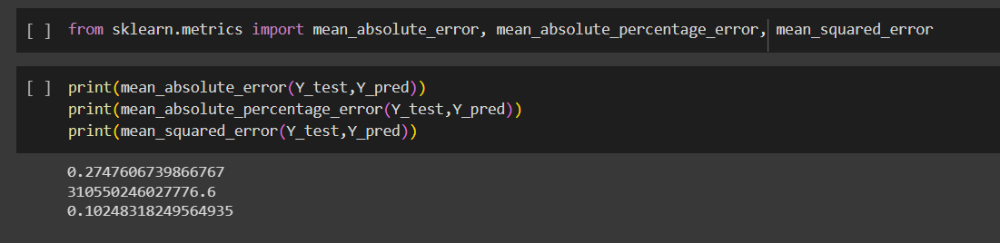 [ ] from sklearn.metrics import mean_absolute_error, mean_absolute_percentage_error, mean_squared_error
[ ] print(mean_absolute_error(Y_test,Y_pred))
print(mean_absolute_percentage_error(Y_test,Y_pred))
print(mean_squared_error(Y_test,Y_pred))
0.2747606739866767
310550246027776.6
0.10248318249564935